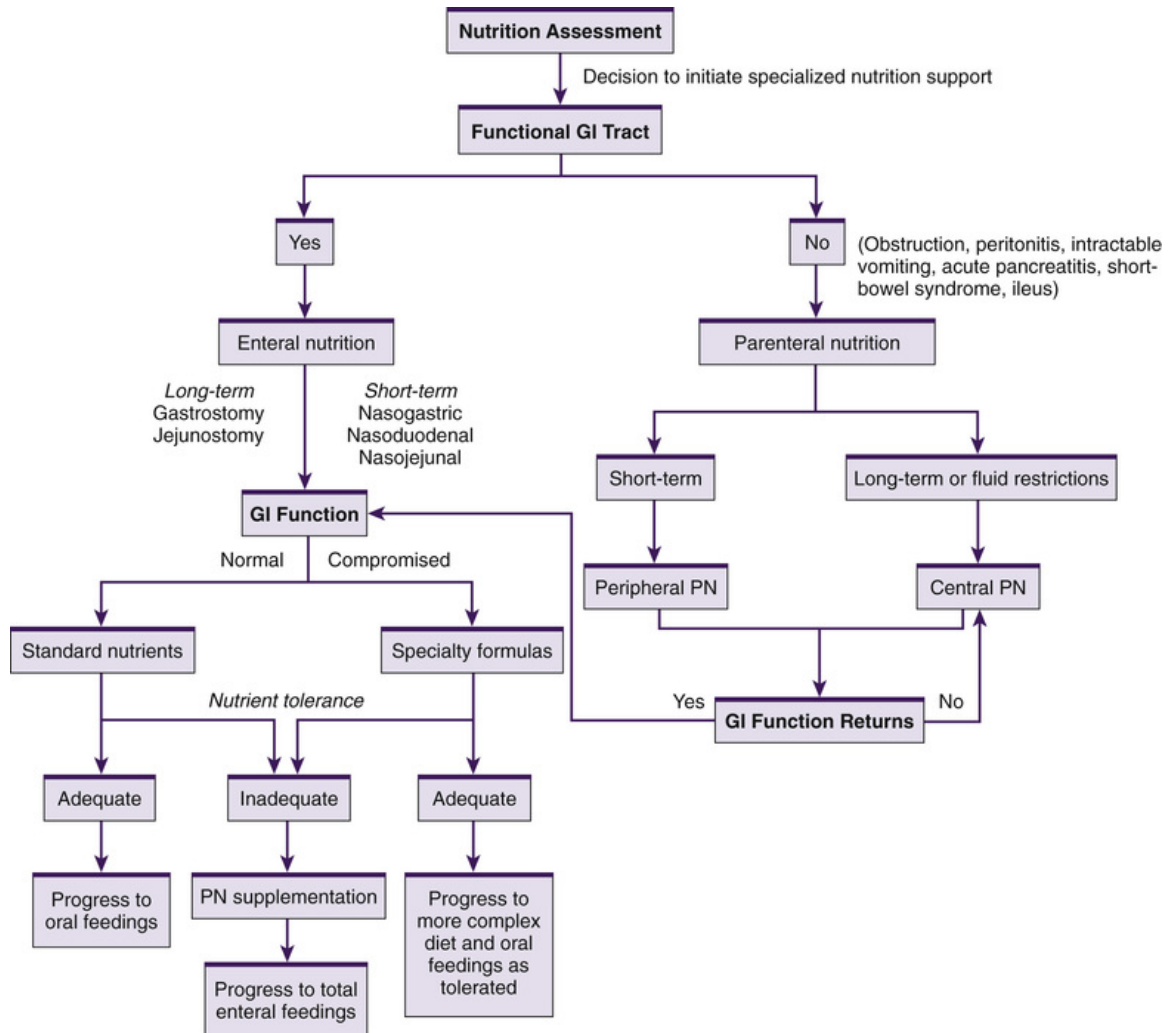 Nutrition Assessment
Decision to initiate specialized nutrition support
Functional GI Tract
Yes
No
(Obstruction, peritonitis, intractable
vomiting, acute pancreatitis, short-
bowel syndrome, ileus)
Enteral nutrition
Parenteral nutrition
Long-term
Gastrostomy
Jejunostomy
Short-term
Nasogastric
Nasoduodenal
Nasojejunal
Short-term
Long-term or fluid restrictions
GI Function
Normal
Compromised
Peripheral PN
Central PN
Standard nutrients
Specialty formulas
Nutrient tolerance
Yes
GI Function Returns
No
Adequate
Inadequate
Adequate
Progress to
oral feedings
PN supplementation
Progress to
more complex
diet and oral
feedings as
tolerated
Progress to total
enteral feedings